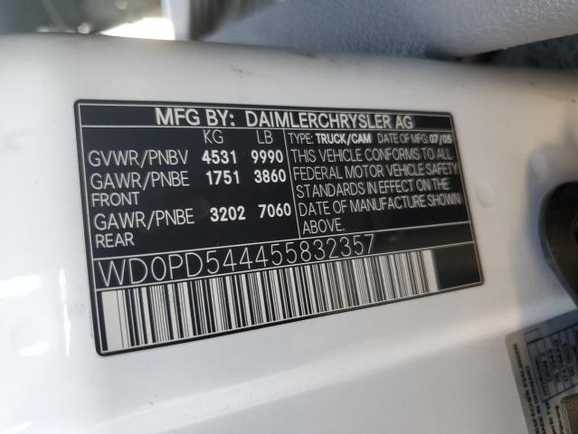 MFG BY: DAIMLERCHRYSLER AG
KG LB
GVWR/PNBV 4531 9990
GAWR/PNBE 1751 3860
FRONT
GAWR/PNBE 3202 7060
REAR
TYPE: TRUCK/CAM DATE OF MFG: 07/05
THIS VEHICLE CONFORMS TO ALL
FEDERAL MOTOR VEHICLE SAFETY
STANDARDS IN EFFECT ON THE
DATE OF MANUFACTURE SHOWN
ABOVE.
WD0PD544455832357